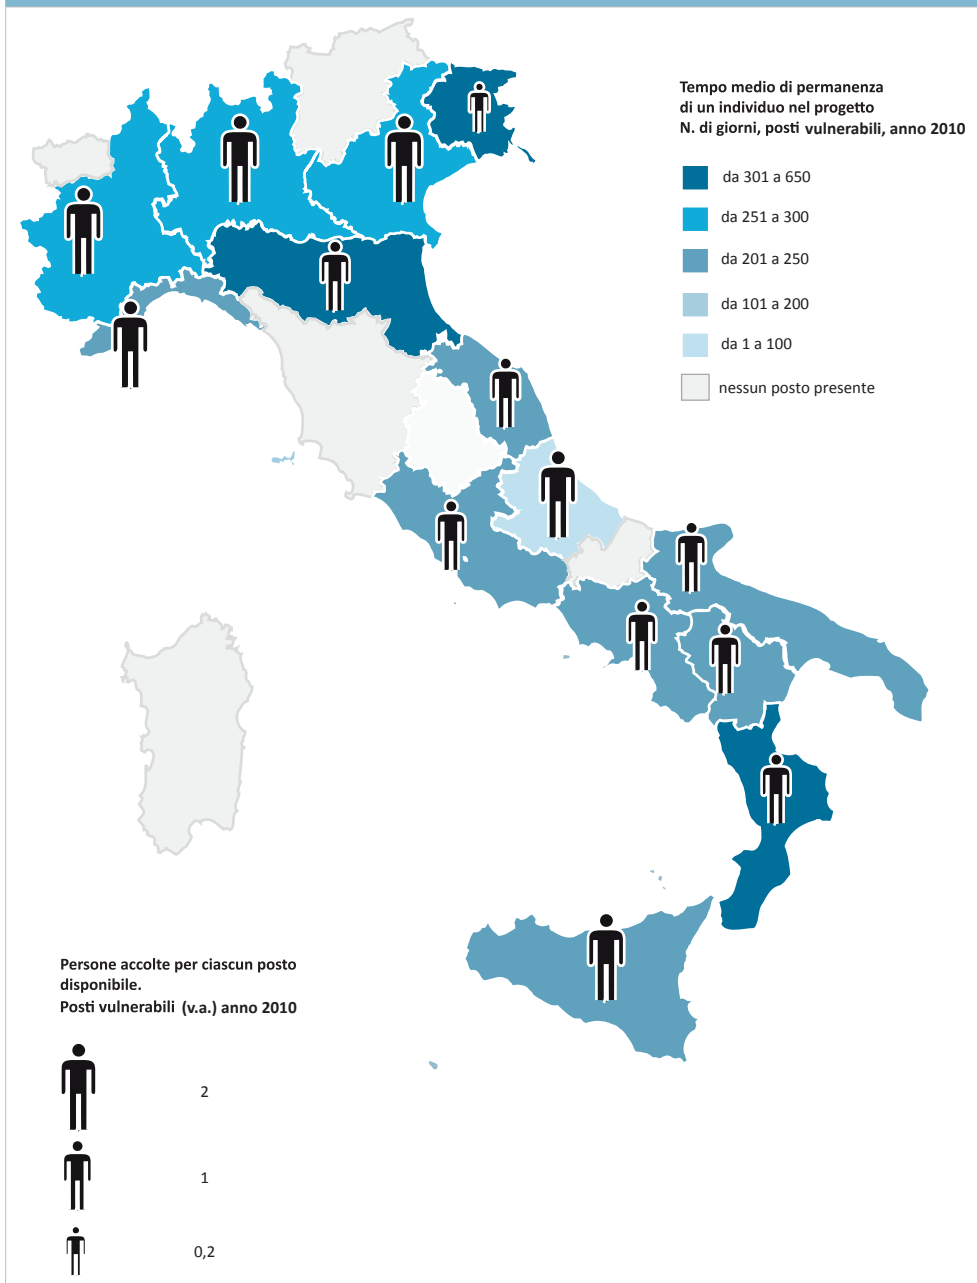 Tempo medio di permanenza
di un individuo nel progetto
N. di giorni, posti vulnerabili, anno 2010
da 301 a 650
da 251 a 300
da 201 a 250
da 101 a 200
da 1 a 100
nessun posto presente
Persone accolte per ciascun posto
disponibile.
Posti vulnerabili (v.a.) anno 2010
2
1
0,2